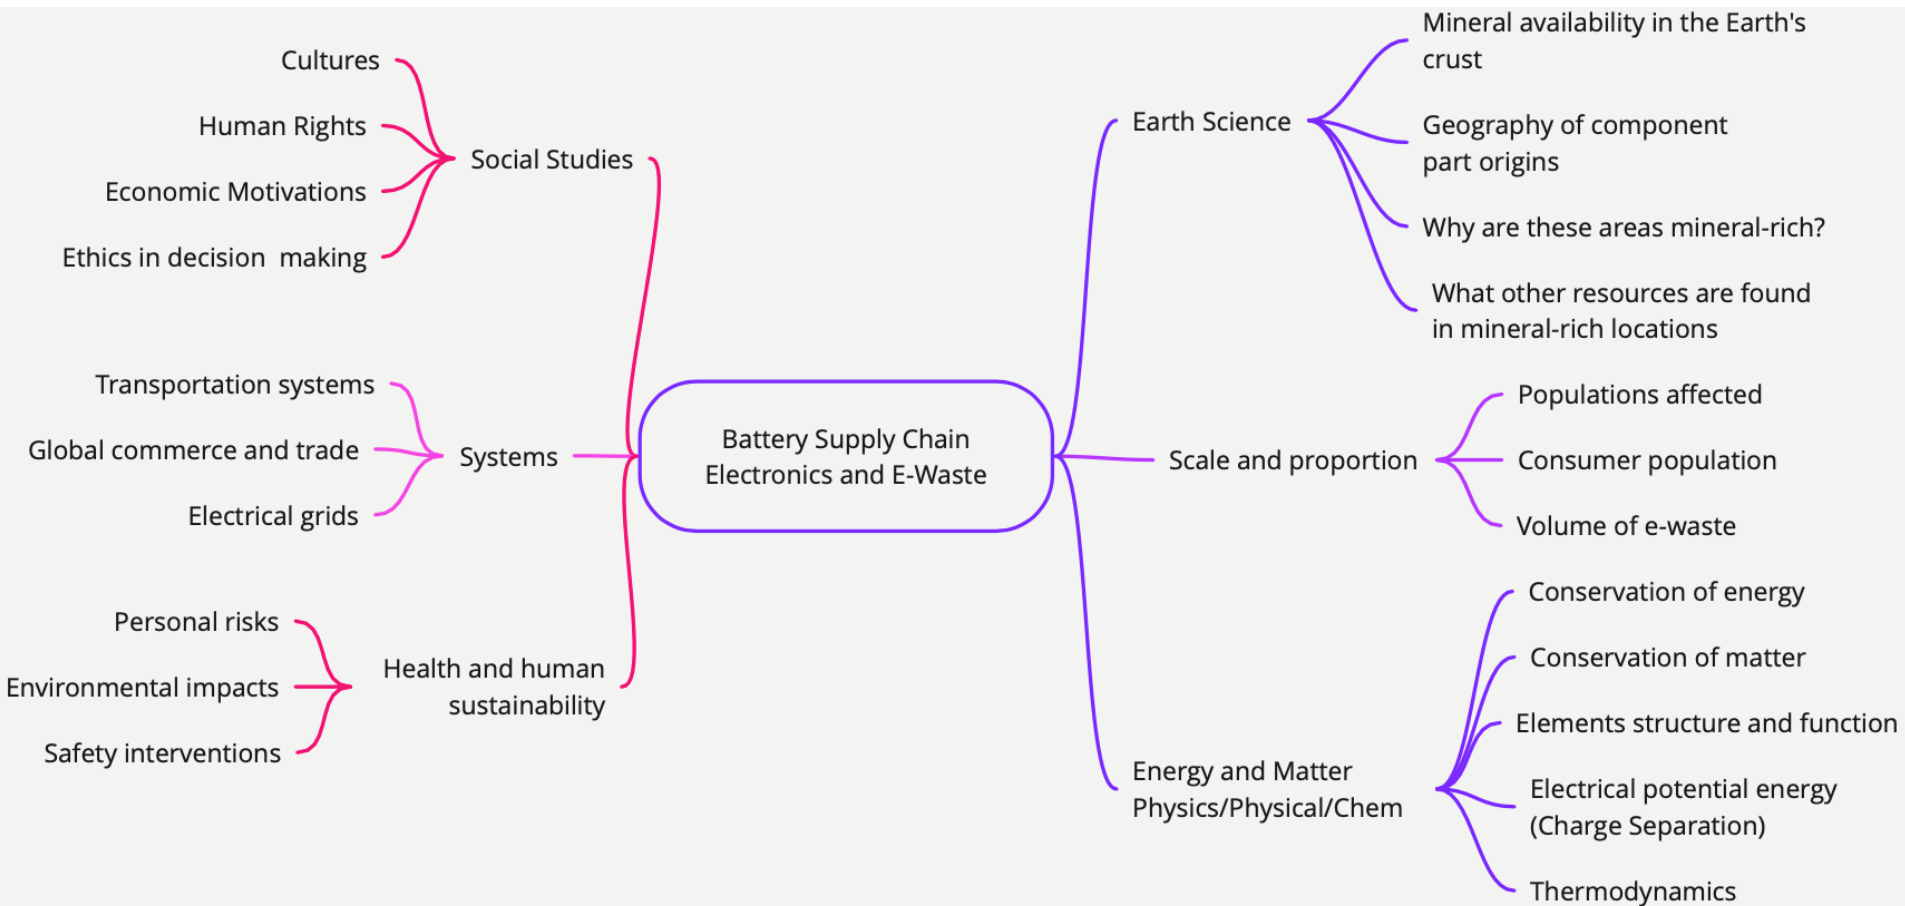 Cultures
Human Rights
Economic Motivations
Ethics in decision  making
Social Studies
Transportation systems
Global commerce and trade
Electrical grids
Systems
Personal risks
Environmental impacts
Safety interventions
Health and human
sustainability
Battery Supply Chain
Electronics and E-Waste
Earth Science
Mineral availability in the Earth's
crust
Geography of component
part origins
Why are these areas mineral-rich?
What other resources are found
in mineral-rich locations
Scale and proportion
Populations affected
Consumer population
Volume of e-waste
Energy and Matter
Physics/Physical/Chem
Conservation of energy
Conservation of matter
Elements structure and function
Electrical potential energy
(Charge Separation)
Thermodynamics